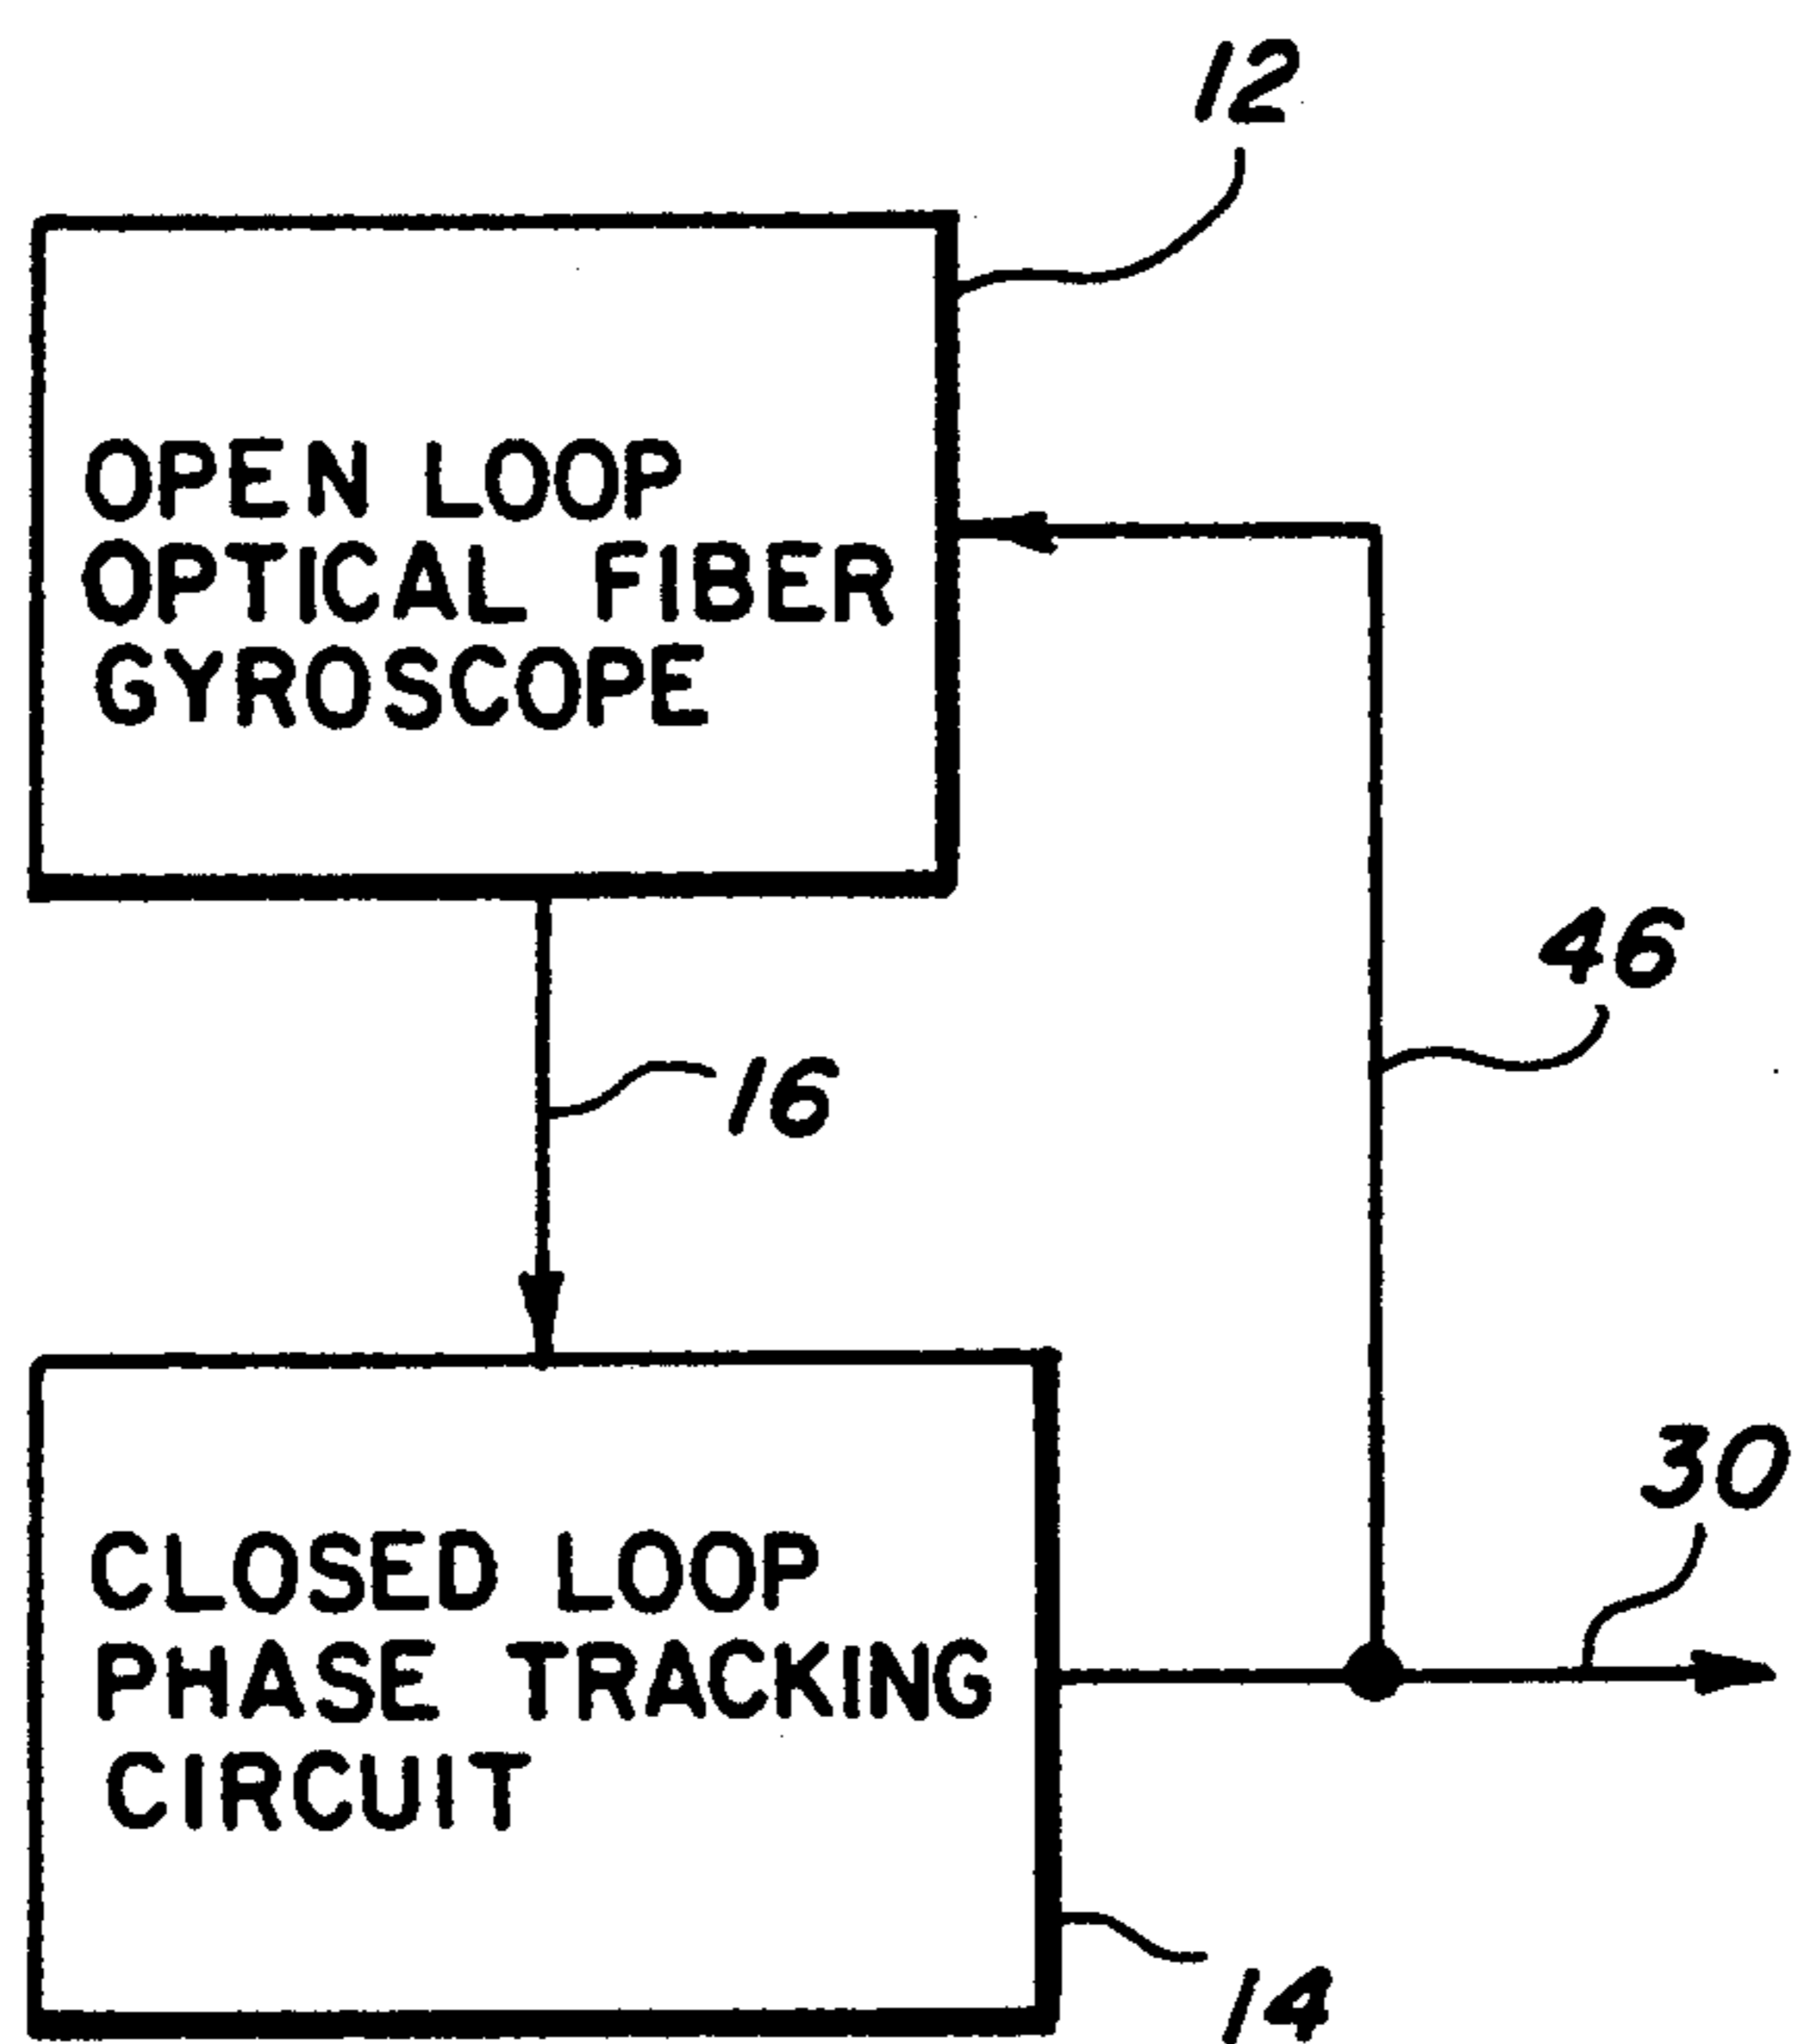 12
OPEN LOOP
OPTICAL FIBER
GYROSCOPE
46
16
30
CLOSED LOOP
PHASE TRACKING
CIRCUIT
14